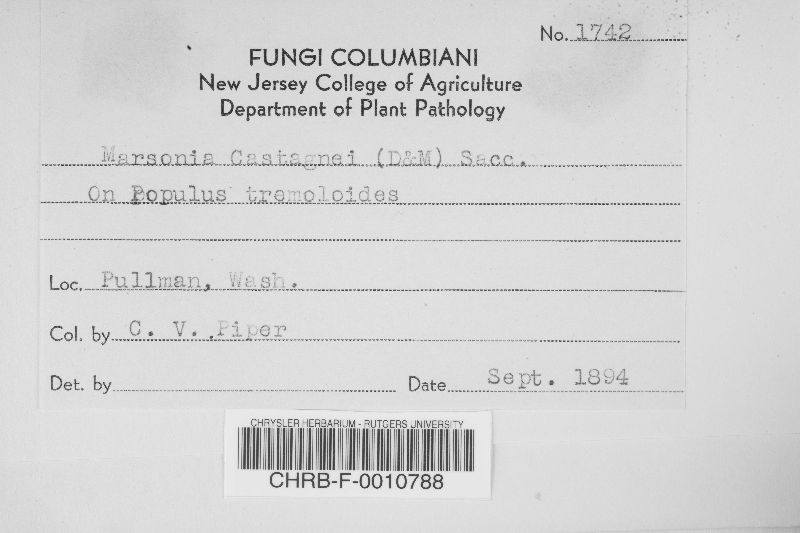 No. 1742
FUNGI COLUMBIANI
New Jersey College of Agriculture
Department of Plant Pathology
Marsonia Castagnei (D&M) Sacc.
On Populus tremoloides
Loc. Pullman, Wash.
Col. by C. V. Piper
Det. by
Date Sept. 1894
CHRYSLER HERBARIUM - RUTGERS UNIVERSITY
CHRB-F-0010788